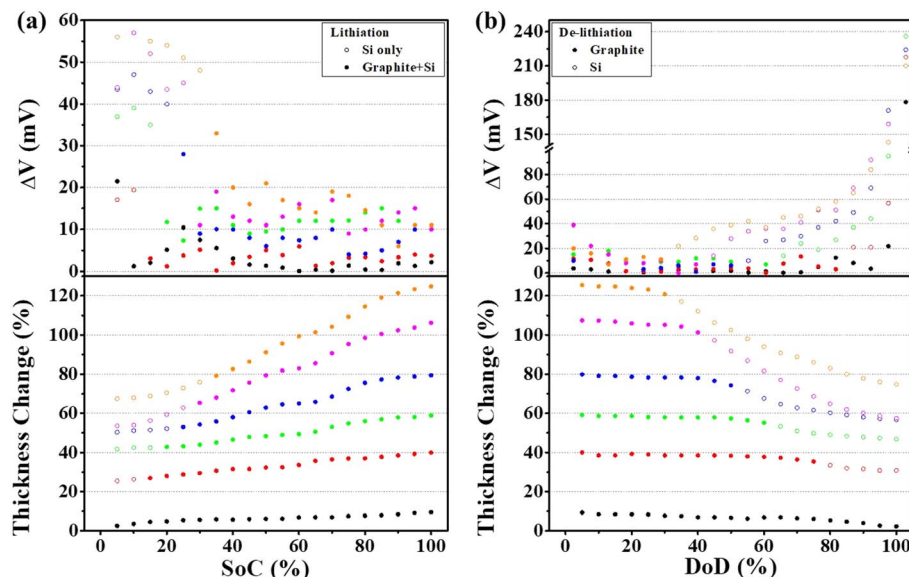 (a)
Lithiation
Si only
Graphite+Si
ΔV (mV)
60
50
40
30
20
10
0
Thickness Change (%)
120
100
80
60
40
20
0
0 20 40 60 80 100
SoC (%)
(b)
De-lithiation
Graphite
Si
ΔV (mV)
240
210
180
150
80
60
40
20
0
Thickness Change (%)
120
100
80
60
40
20
0
0 20 40 60 80 100
DoD (%)